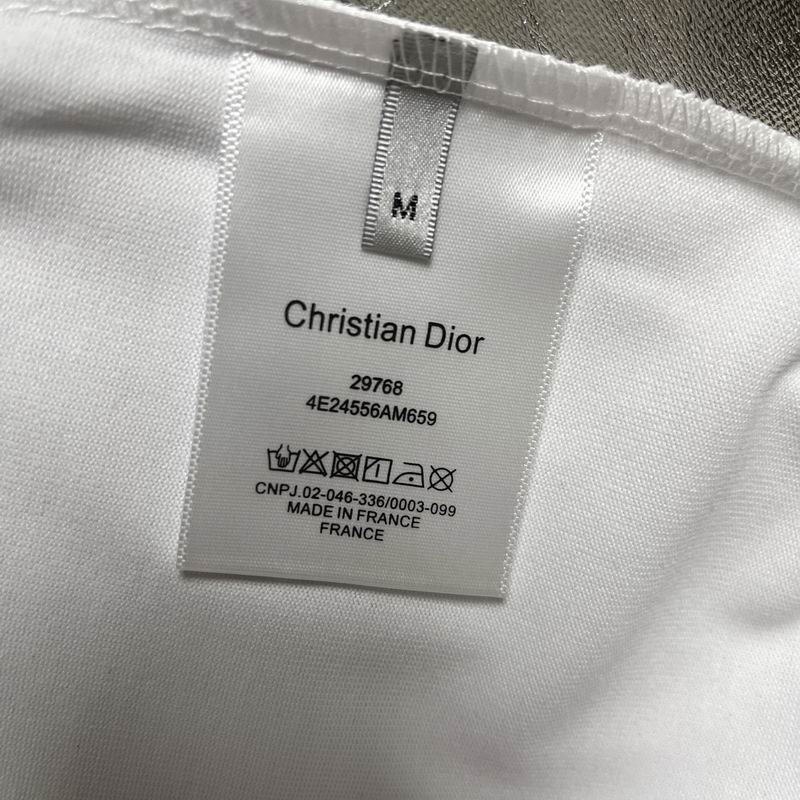 M
Christian Dior
29768
4E24556AM659
CNPJ.02-046-336/0003-099
MADE IN FRANCE
FRANCE